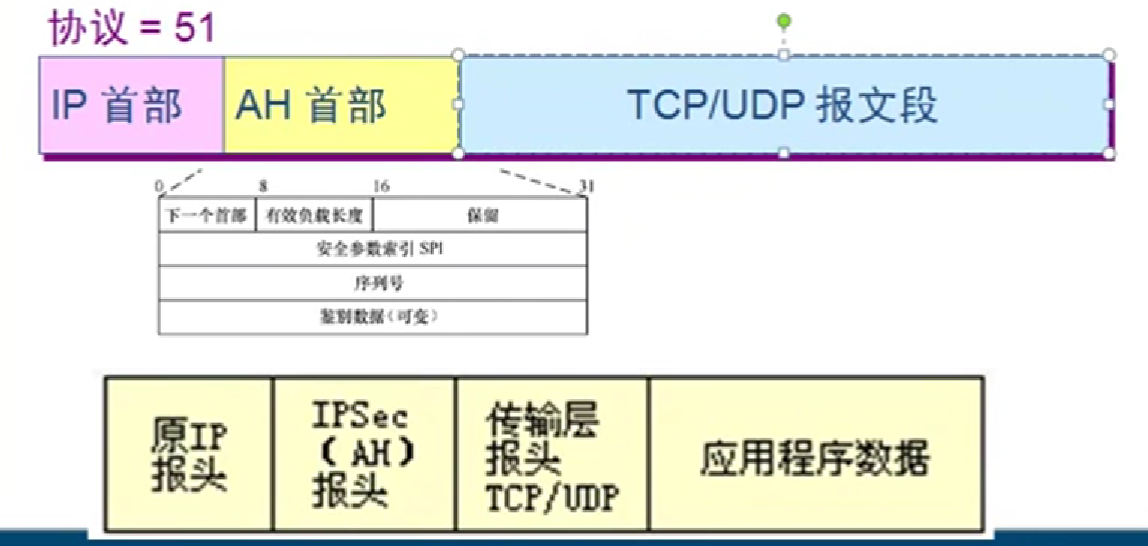 协议 = 51
IP 首部 AH 首部 TCP/UDP 报文段
0 8 16 31
下一个首部 有效负载长度 保留
安全参数索引 SPI
序列号
鉴别数据(可变)
原IP
报头
IPSec
(AH)
报头
传输层
报头
TCP/UDP
应用程序数据